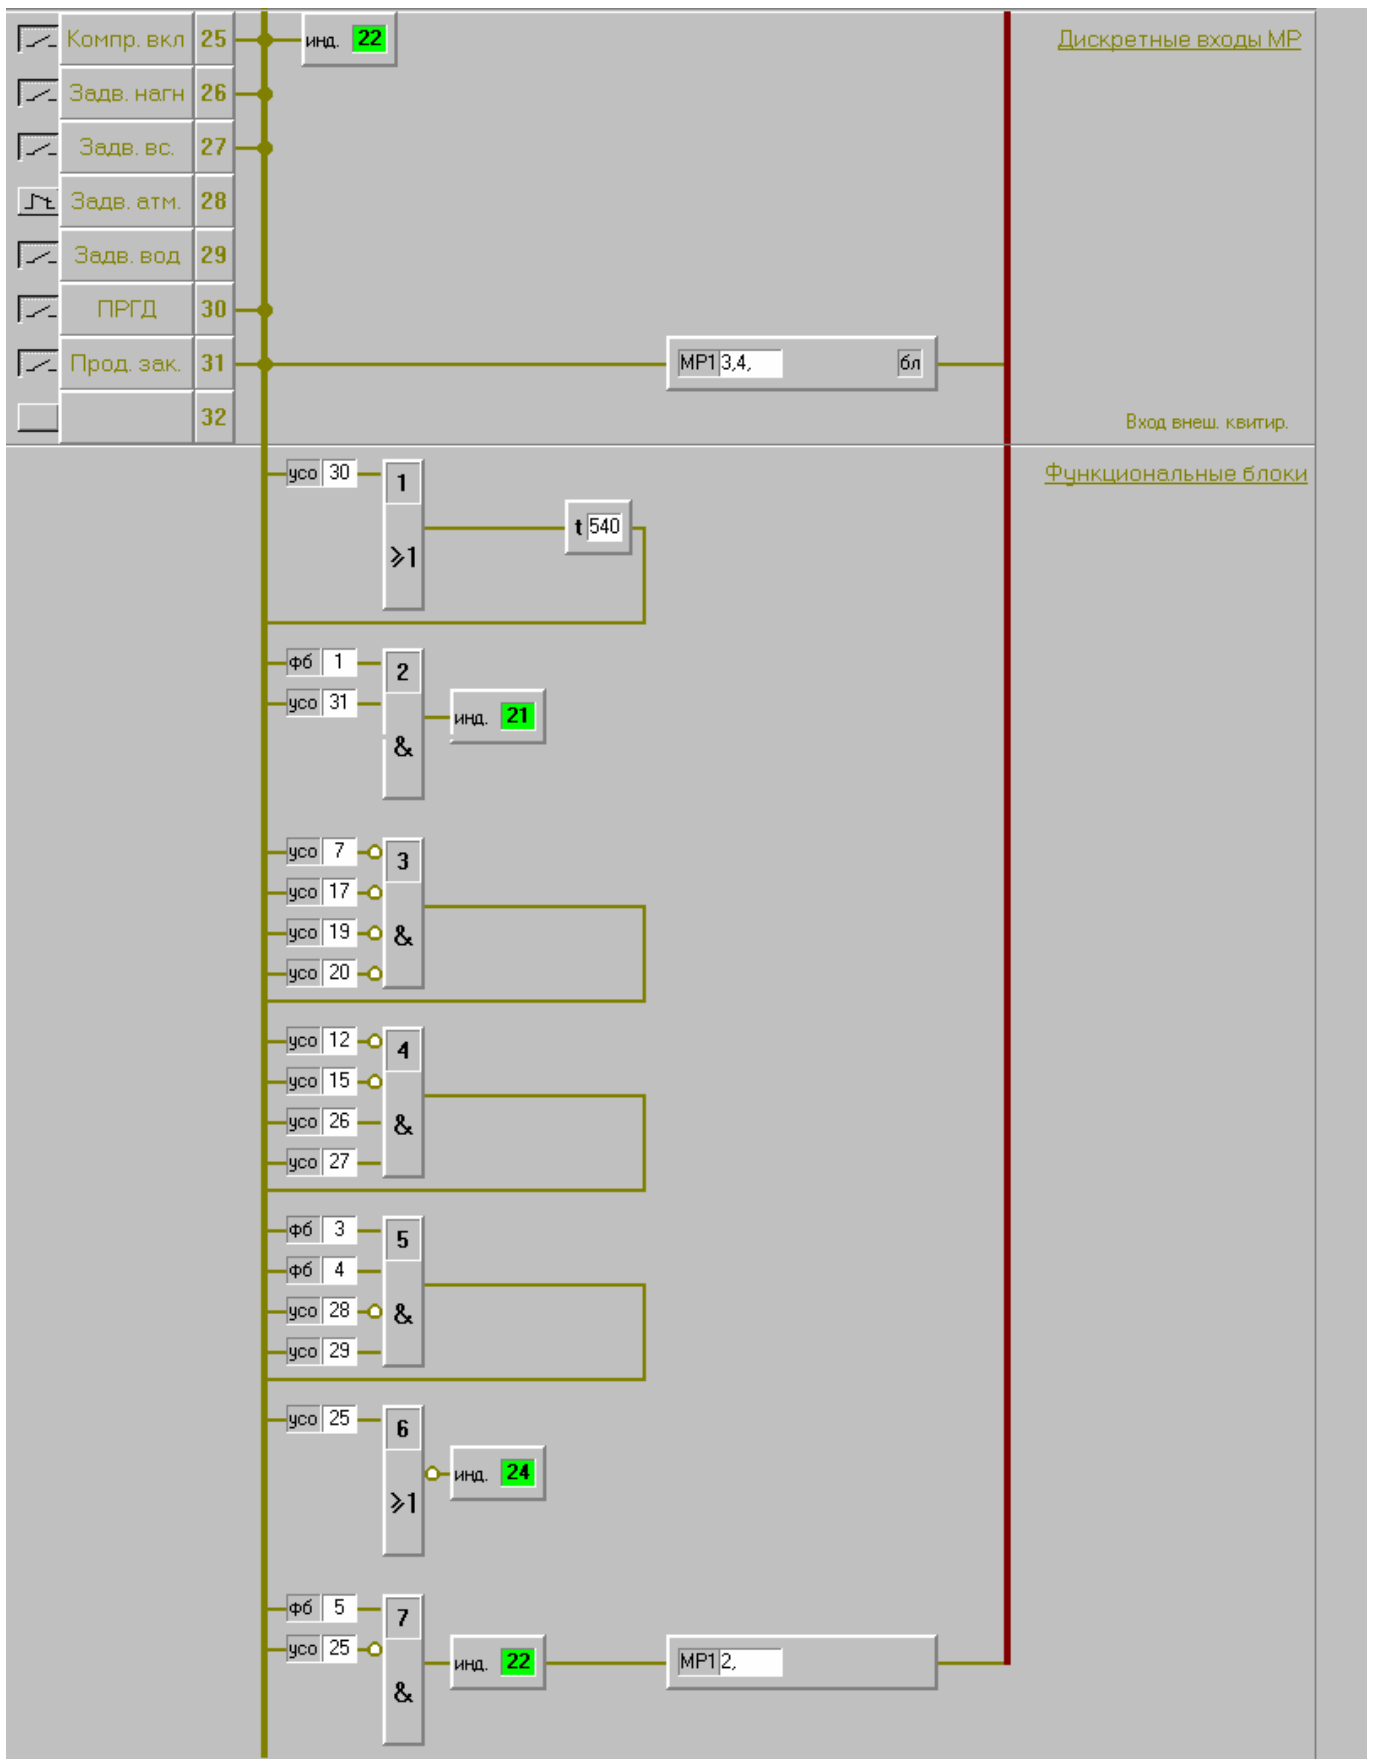 Компр. вкл 25 инд. 22 Дискретные входы МР
Задв. нагн 26
Задв. вс. 27
t Задв. атм. 28
Задв. вод 29
ПРГД 30
Прод. зак. 31 МР1 3,4, бл
32 Вход внеш. квитир.
Функциональные блоки
усо 30 1
t 540
⩾1
фб 1 2
усо 31
инд. 21
&
усо 7 3
усо 17
усо 19 &
усо 20
усо 12 4
усо 15
усо 26 &
усо 27
фб 3 5
фб 4
усо 28 &
усо 29
усо 25 6
инд. 24
⩾1
фб 5 7
усо 25
инд. 22 МР1 2,
&